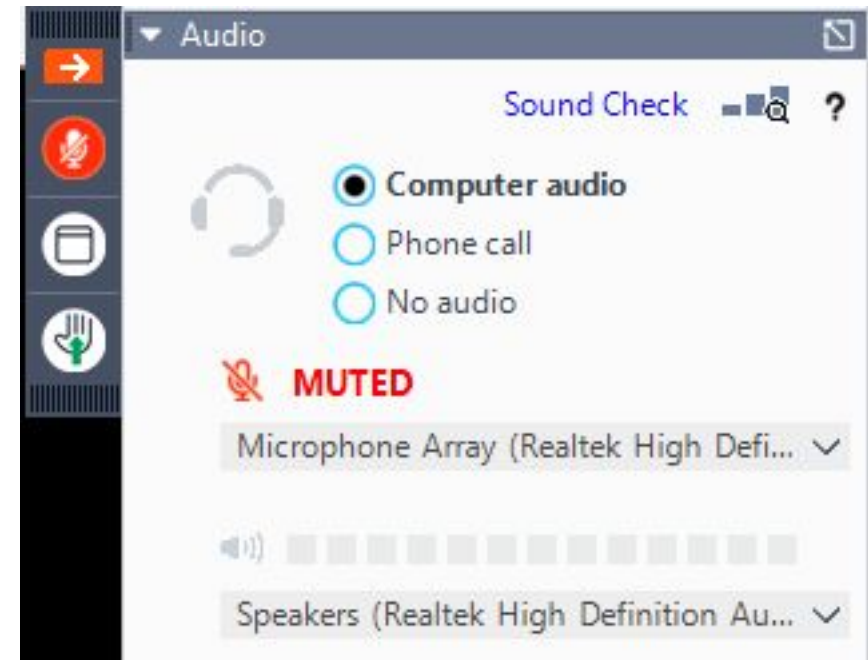 Audio
Sound Check ?
Computer audio
Phone call
No audio
MUTED
Microphone Array (Realtek High Defi...
Speakers (Realtek High Definition Au...